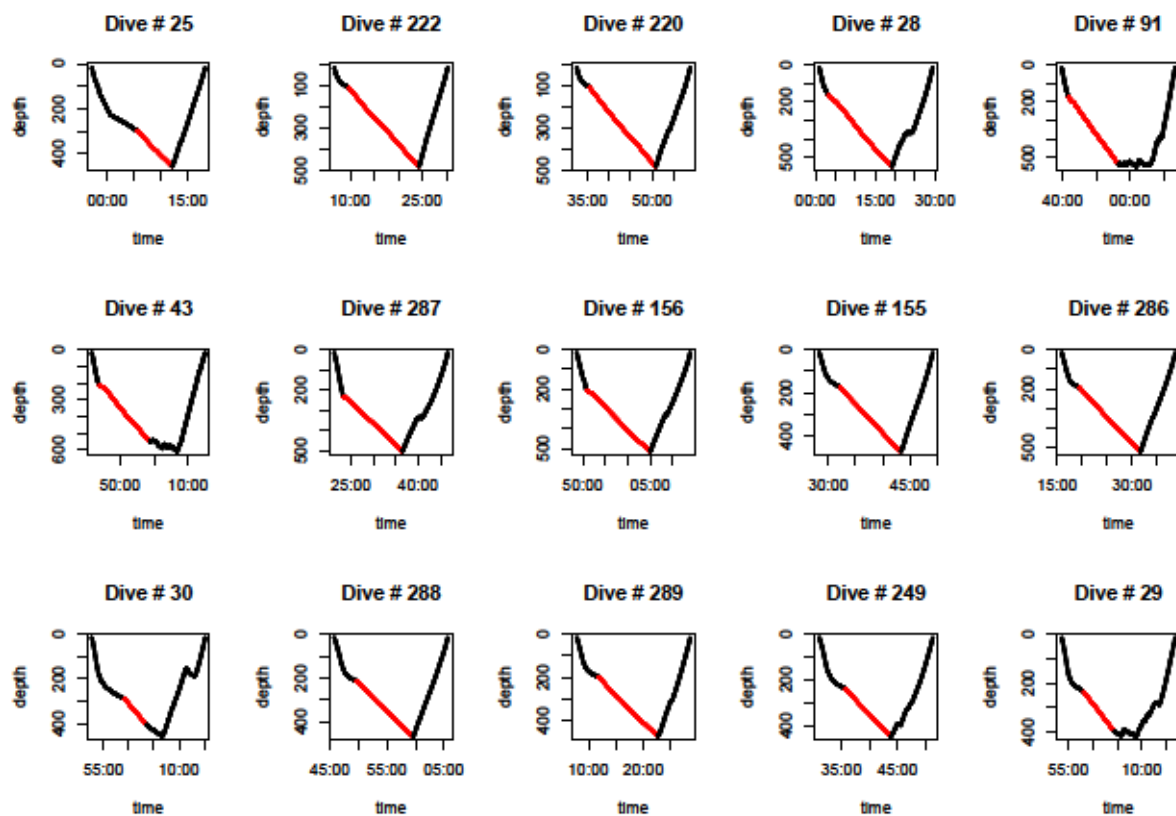 Dive # 25 Dive # 222 Dive # 220 Dive # 28 Dive # 91
depth depth depth depth depth
0 200 400 100 300 500 100 300 500 0 200 500 0 200 500
00:00 15:00 10:00 25:00 35:00 50:00 00:00 15:00 30:00 40:00 00:00
time time time time time
Dive # 43 Dive # 287 Dive # 156 Dive # 155 Dive # 286
depth depth depth depth depth
0 300 600 0 200 500 0 200 500 0 200 400 0 200 500
50:00 10:00 25:00 40:00 50:00 05:00 30:00 45:00 15:00 30:00
time time time time time
Dive # 30 Dive # 288 Dive # 289 Dive # 249 Dive # 29
depth depth depth depth depth
0 200 400 0 200 400 0 200 400 0 200 400 0 200 400
55:00 10:00 45:00 55:00 05:00 10:00 20:00 35:00 45:00 55:00 10:00
time time time time time